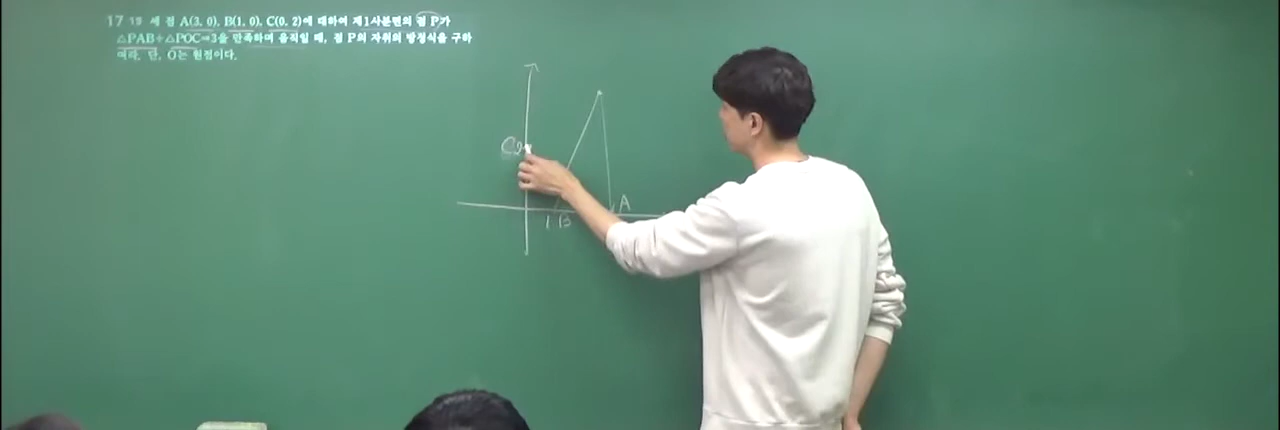 17 19 세 점 A(3, 0), B(1, 0), C(0, 2)에 대하여 제1사분면의 점 P가
△PAB+△POC=3을 만족하며 움직일 때, 점 P의 자취의 방정식을 구하
여라. 단, O는 원점이다.
C 2
A
1 B